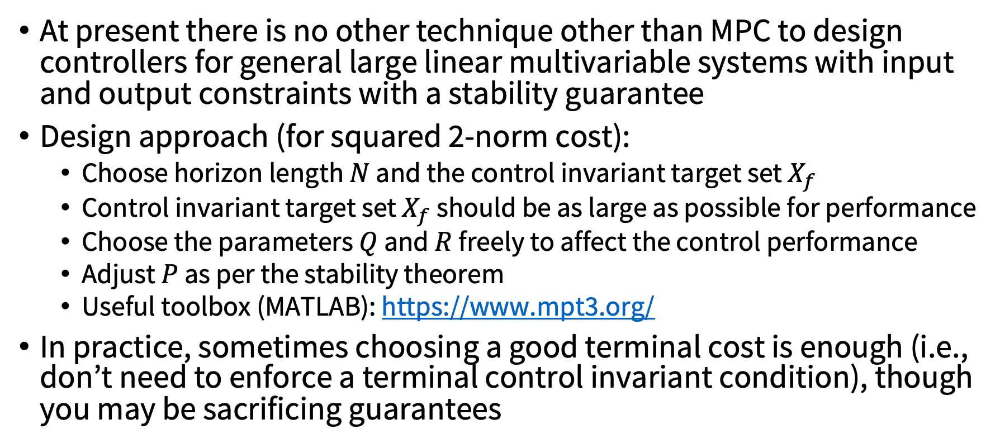 • At present there is no other technique other than MPC to design
controllers for general large linear multivariable systems with input
and output constraints with a stability guarantee
• Design approach (for squared 2-norm cost):
• Choose horizon length N and the control invariant target set X_f
• Control invariant target set X_f should be as large as possible for performance
• Choose the parameters Q and R freely to affect the control performance
• Adjust P as per the stability theorem
• Useful toolbox (MATLAB): https://www.mpt3.org/
• In practice, sometimes choosing a good terminal cost is enough (i.e.,
don’t need to enforce a terminal control invariant condition), though
you may be sacrificing guarantees